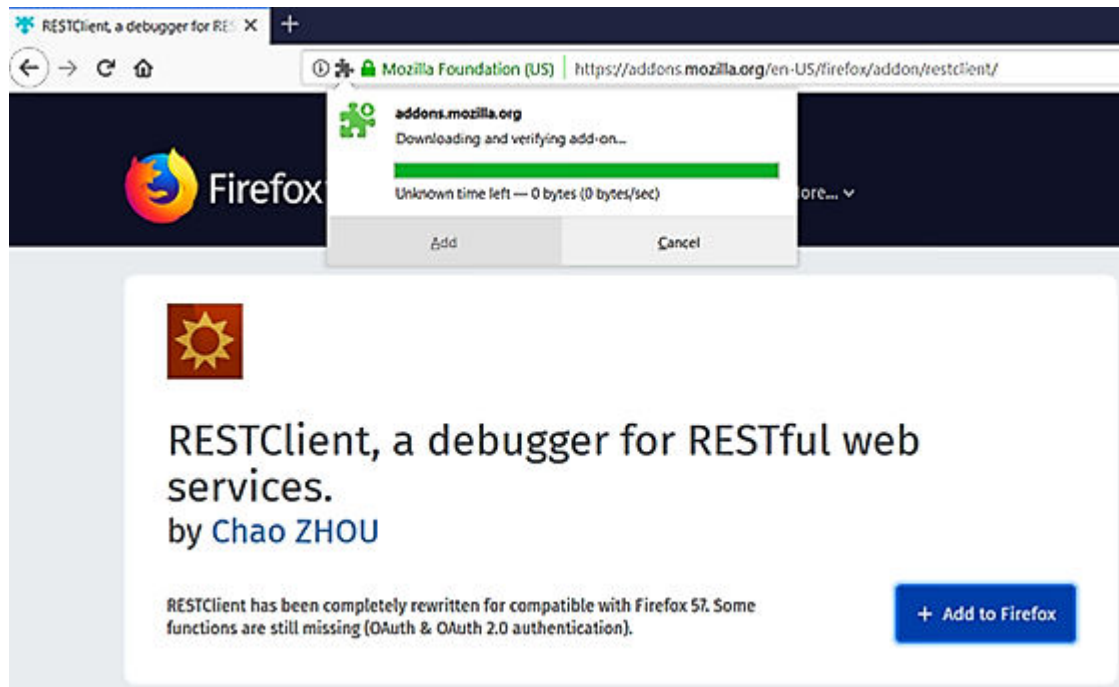 RESTClient, a debugger for RES
Mozilla Foundation (US) https://addons.mozilla.org/en-US/firefox/addon/restclient/
addons.mozilla.org
Downloading and verifying add-on...
Unknown time left — 0 bytes (0 bytes/sec)
Add Cancel
Firefox
ore...
RESTClient, a debugger for RESTful web
services.
by Chao ZHOU
RESTClient has been completely rewritten for compatible with Firefox 57. Some
functions are still missing (OAuth & OAuth 2.0 authentication).
+ Add to Firefox